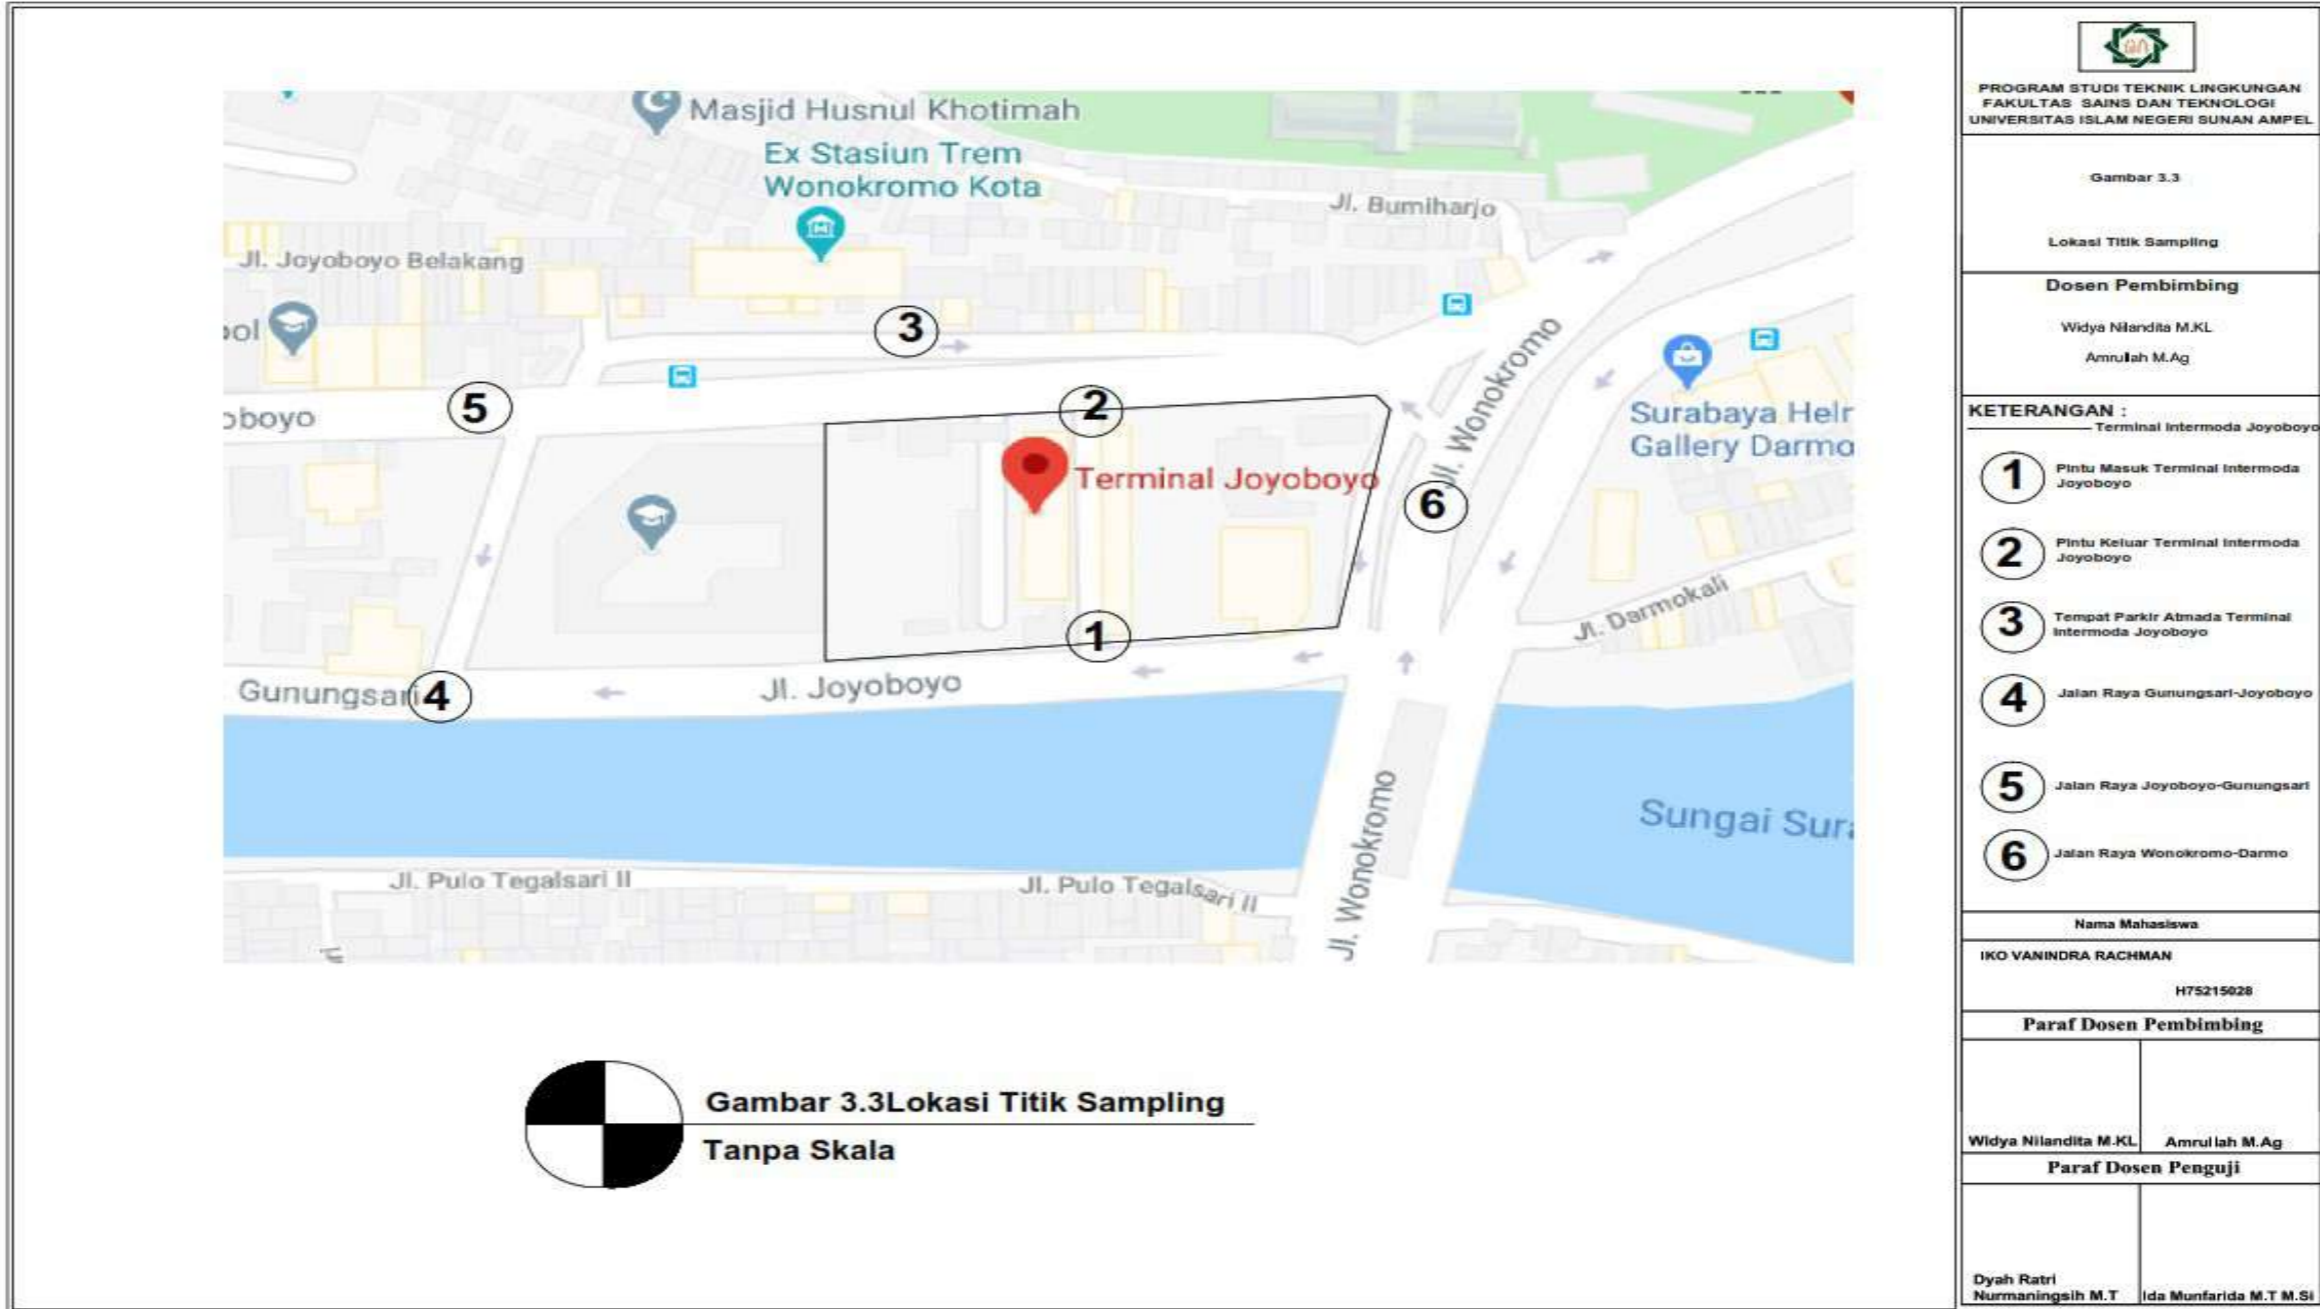 Masjid Husnul Khotimah
Ex Stasiun Trem
Wonokromo Kota
Jl. Bumiharjo
Jl. Joyoboyo Belakang
ool
3
Jl. Wonokromo
5
2
oboyo
Surabaya Helr
Gallery Darmo
Terminal Joyoboyo
6
Jl. Darmokali
1
Gunungsari
4
Jl. Joyoboyo
Jl. Wonokromo
Sungai Sura
Jl. Pulo Tegalsari II
Jl. Pulo Tegalsari II
Gambar 3.3Lokasi Titik Sampling
Tanpa Skala
PROGRAM STUDI TEKNIK LINGKUNGAN
FAKULTAS SAINS DAN TEKNOLOGI
UNIVERSITAS ISLAM NEGERI SUNAN AMPEL
Gambar 3.3
Lokasi Titik Sampling
Dosen Pembimbing
Widya Nilandita M.KL
Amrullah M.Ag
KETERANGAN :
Terminal Intermoda Joyoboyo
1 Pintu Masuk Terminal Intermoda
Joyoboyo
2 Pintu Keluar Terminal Intermoda
Joyoboyo
3 Tempat Parkir Atmada Terminal
Intermoda Joyoboyo
4 Jalan Raya Gunungsari-Joyoboyo
5 Jalan Raya Joyoboyo-Gunungsari
6 Jalan Raya Wonokromo-Darmo
Nama Mahasiswa
IKO VANINDRA RACHMAN
H75215028
Paraf Dosen Pembimbing
Widya Nilandita M.KL
Amrullah M.Ag
Paraf Dosen Penguji
Dyah Ratri
Nurmaningsih M.T
Ida Munfarida M.T M.Si